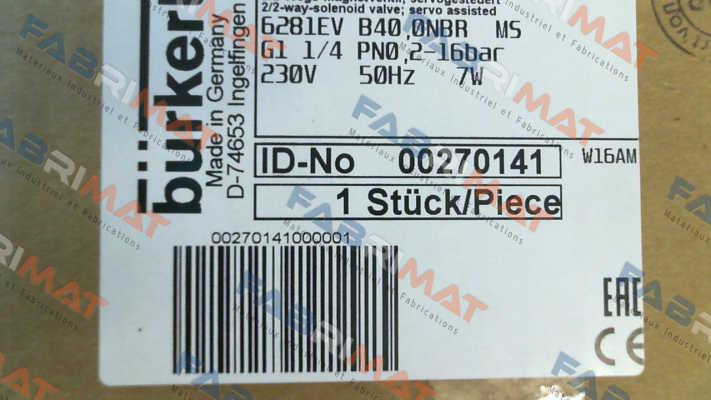 2/2-way-solenoid valve; servo assisted
6281EV B40,0NBR MS
G1 1/4 PN0,2-16bar
230V 50Hz 7W
bürkert
Made in Germany
D-74653 Ingelfingen
ID-No 00270141
W16AM
1 Stück/Piece
00270141000001
EAC
CE
FABRIMAT
Materiaux Industriel et Fabrications